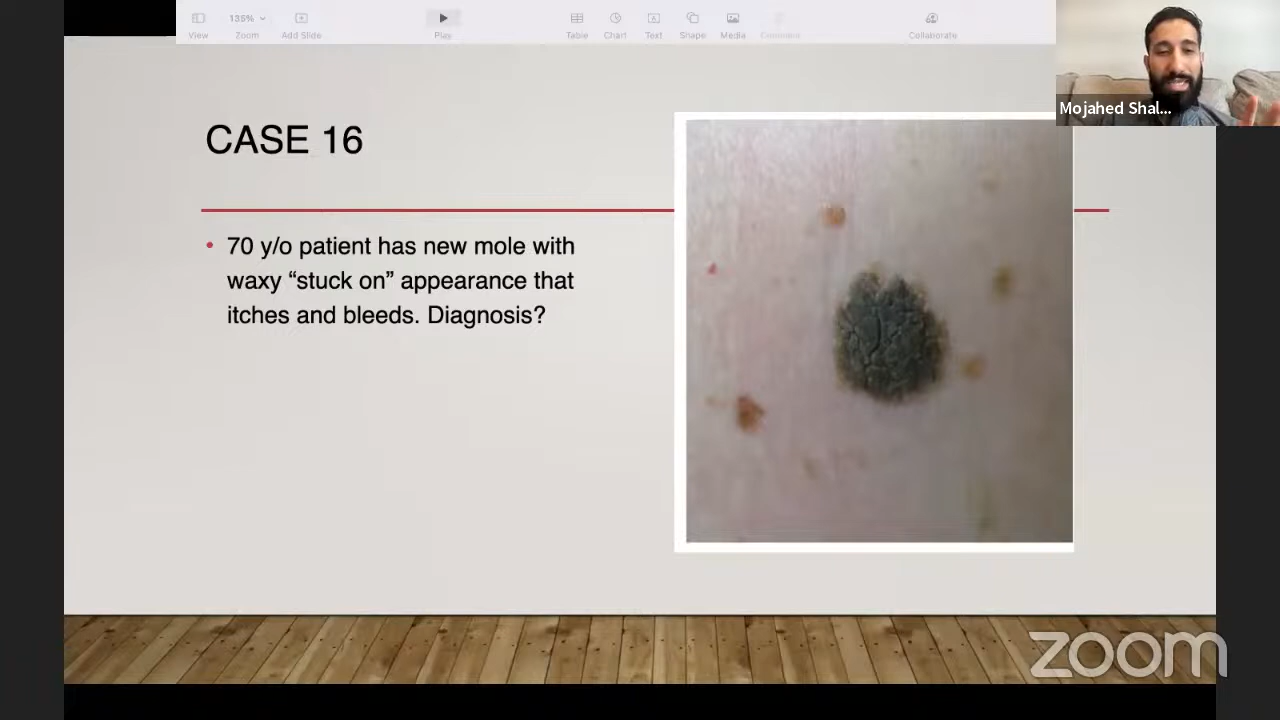 135%
View
Zoom
Add Slide
Play
Table
Chart
Text
Shape
Media
Comment
Collaborate
Mojahed Shal...
CASE 16
• 70 y/o patient has new mole with
waxy “stuck on” appearance that
itches and bleeds. Diagnosis?
zoom